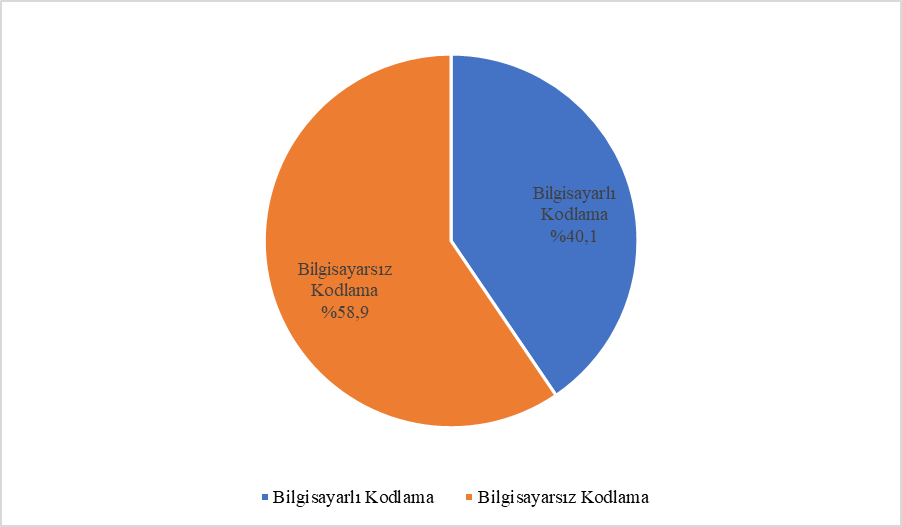 Bilgisayarlı
Kodlama
%40,1
Bilgisayarsız
Kodlama
%58,9
Bilgisayarlı Kodlama
Bilgisayarsız Kodlama